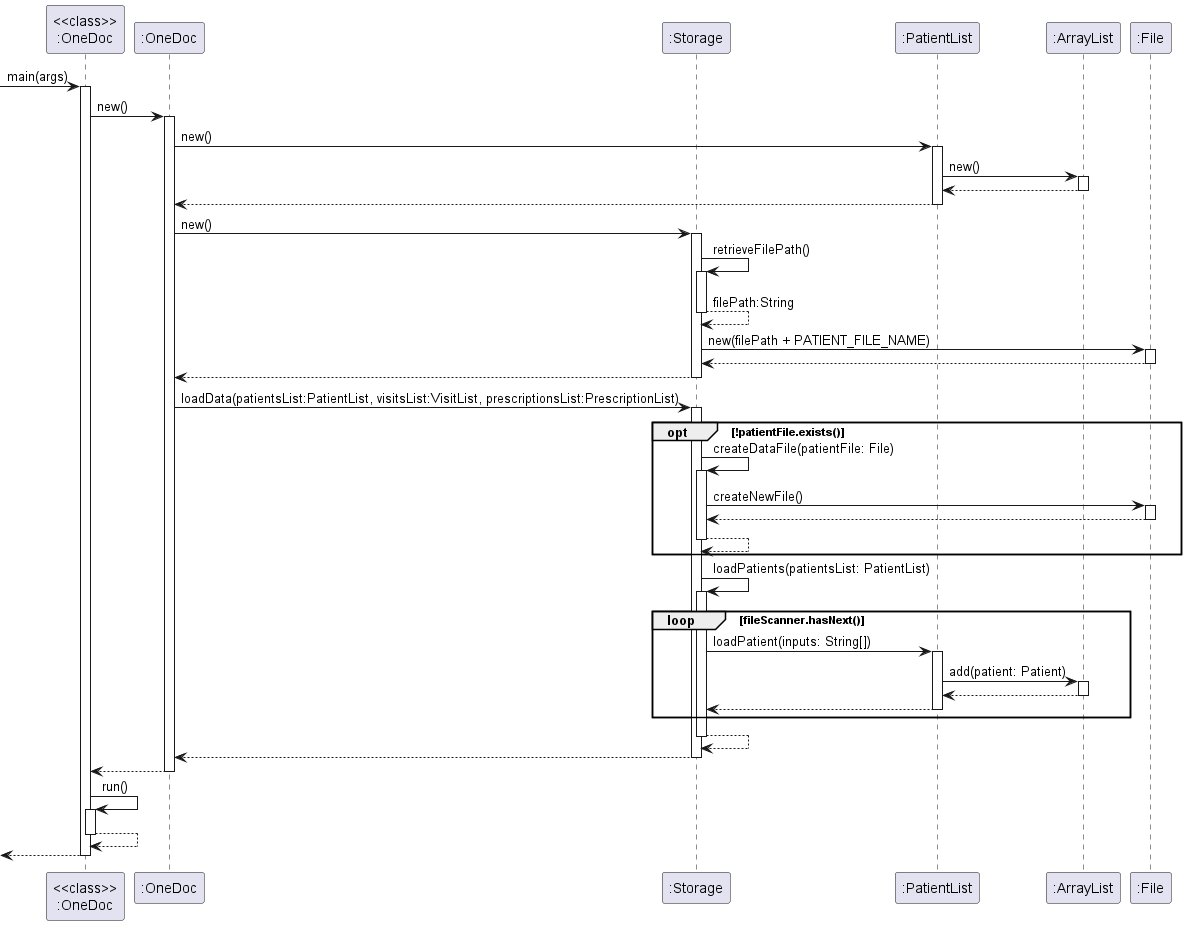 <<class>>
:OneDoc
:OneDoc
:Storage
:PatientList
:ArrayList
:File
main(args)
new()
new()
new()
new()
retrieveFilePath()
filePath:String
new(filePath + PATIENT_FILE_NAME)
loadData(patientsList:PatientList, visitsList:VisitList, prescriptionsList:PrescriptionList)
opt [!patientFile.exists()]
createDataFile(patientFile: File)
createNewFile()
loadPatients(patientsList: PatientList)
loop [fileScanner.hasNext()]
loadPatient(inputs: String[])
add(patient: Patient)
run()
<<class>>
:OneDoc
:OneDoc
:Storage
:PatientList
:ArrayList
:File